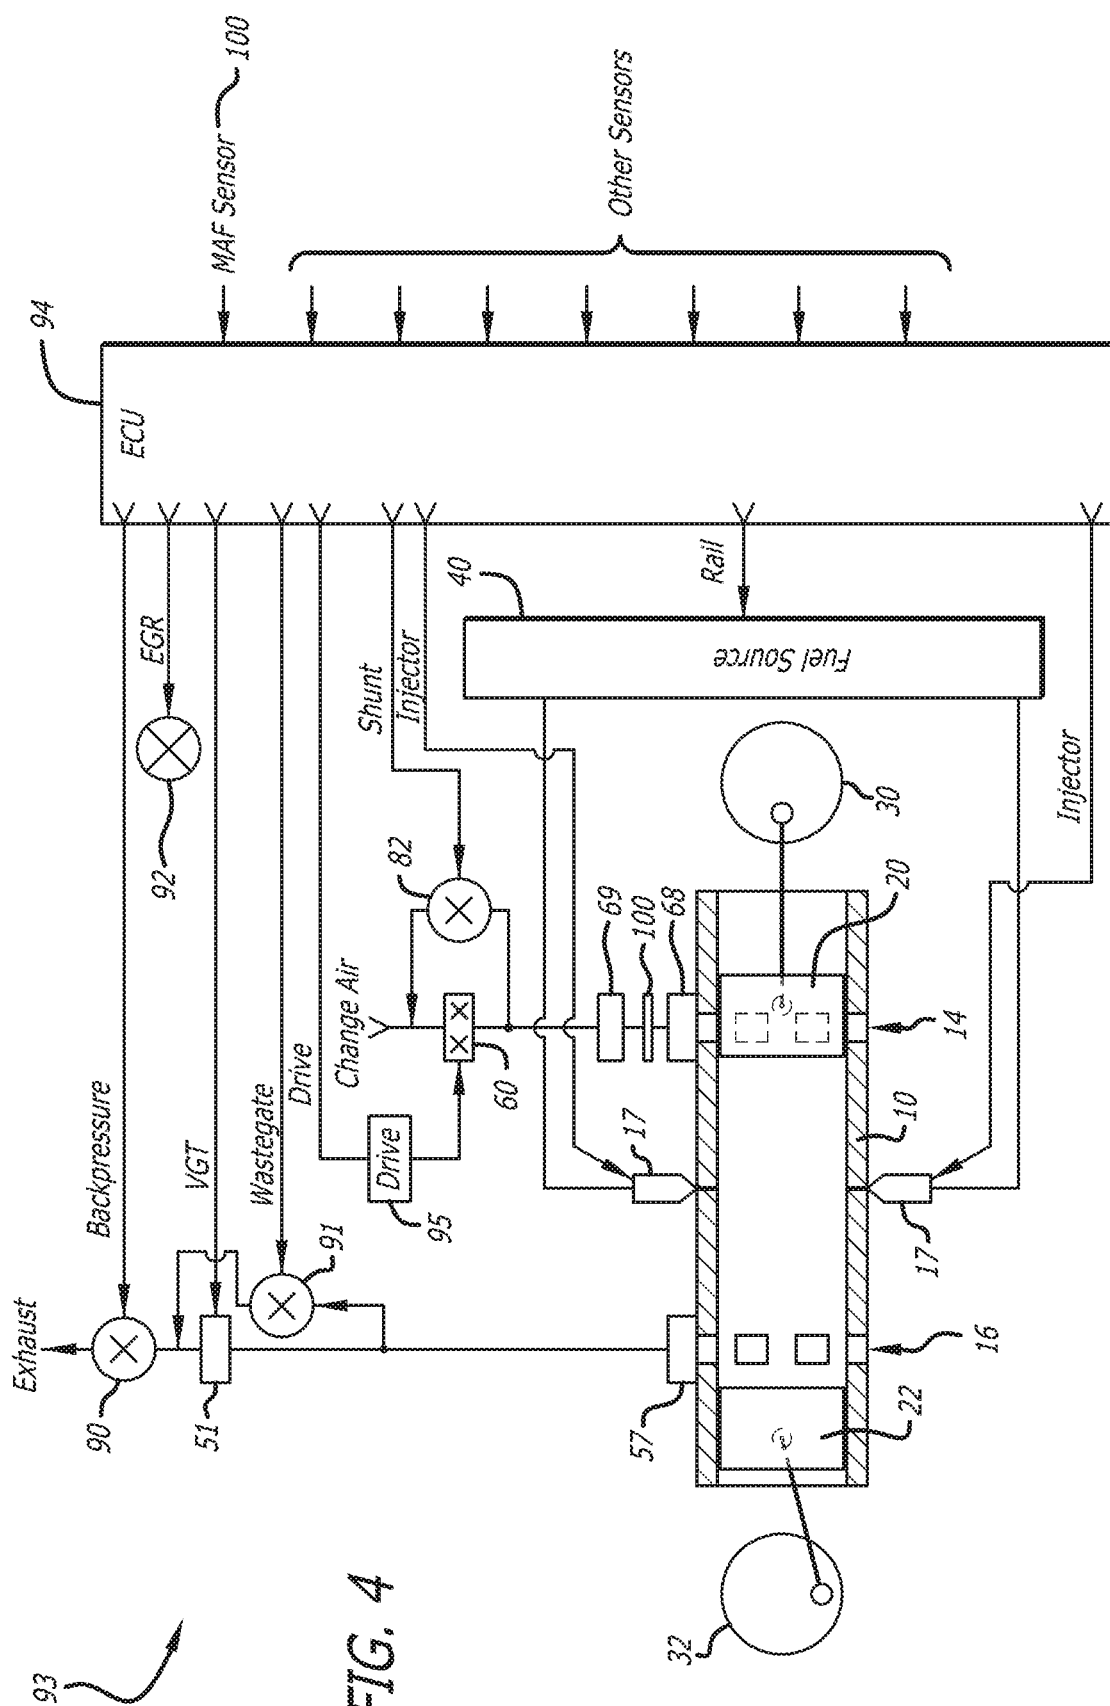 93
Exhaust
94
90
Backpressure
ECU
EGR
92
VGT
51
MAF Sensor 100
Wastegate
Drive
91
Change Air
FIG. 4
Shunt
Drive
82
Injector
95
40
60
69
Other Sensors
17
57
100
68
32
Rail
Fuel Source
30
10
20
22
17
14
16
Injector